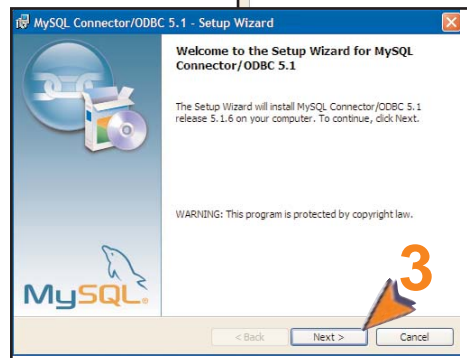 MySQL Connector/ODBC 5.1 - Setup Wizard
Welcome to the Setup Wizard for MySQL
Connector/ODBC 5.1
The Setup Wizard will install MySQL Connector/ODBC 5.1
release 5.1.6 on your computer. To continue, click Next.
WARNING: This program is protected by copyright law.
3
MySQL®
< Back Next > Cancel